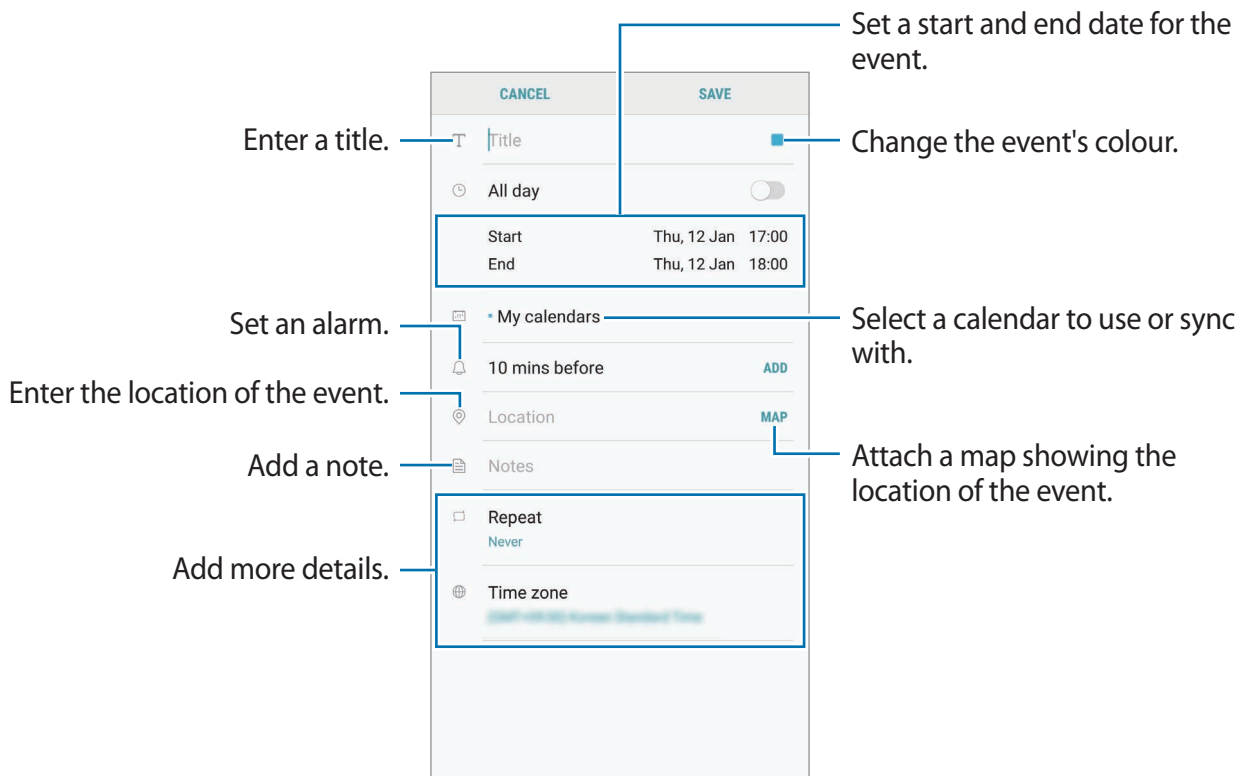 Set a start and end date for the
event.
CANCEL
SAVE
Enter a title.
Title
Change the event's colour.
All day
Start
Thu, 12 Jan 17:00
End
Thu, 12 Jan 18:00
Set an alarm.
My calendars
Select a calendar to use or sync
with.
10 mins before
ADD
Enter the location of the event.
Location
MAP
Add a note.
Notes
Attach a map showing the
location of the event.
Repeat
Never
Add more details.
Time zone